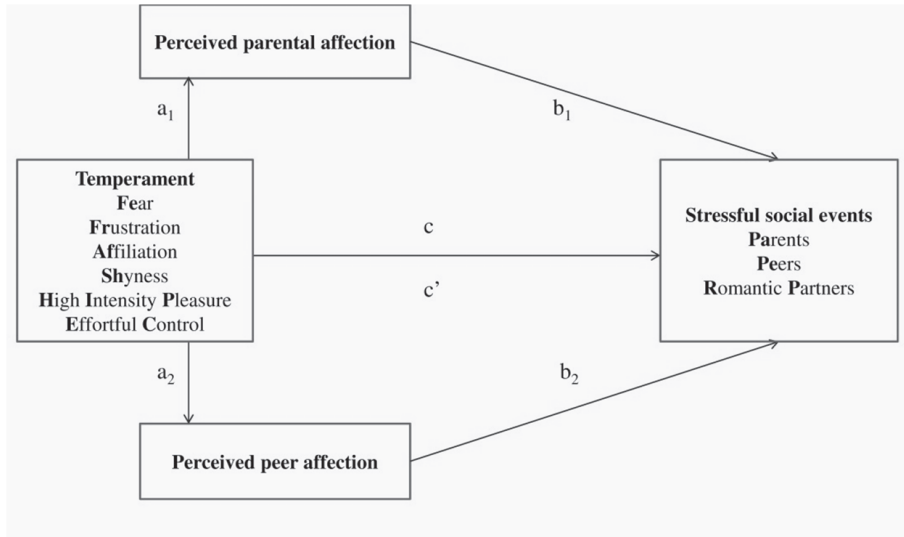 Perceived parental affection
a1
b1
Temperament
Fear
Frustration
Affiliation
Shyness
High Intensity Pleasure
Effortful Control
c
c’
Stressful social events
Parents
Peers
Romantic Partners
a2
b2
Perceived peer affection